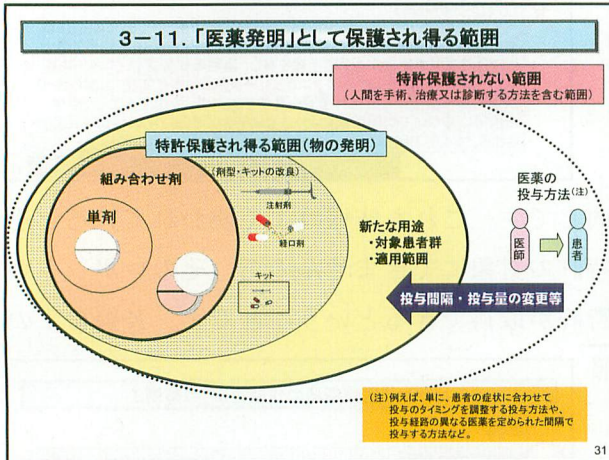 3－11．「医薬発明」として保護され得る範囲
特許保護されない範囲
(人間を手術、治療又は診断する方法を含む範囲)
特許保護され得る範囲(物の発明)
(剤型・キットの改良)
組み合わせ剤
単剤
注射剤
経口剤
キット
新たな用途
・対象患者群
・適用範囲
医薬の
投与方法(注)
医師
患者
投与間隔・投与量の変更等
(注)例えば、単に、患者の症状に合わせて
投与のタイミングを調整する投与方法や、
投与経路の異なる医薬を定められた間隔で
投与する方法など。
31